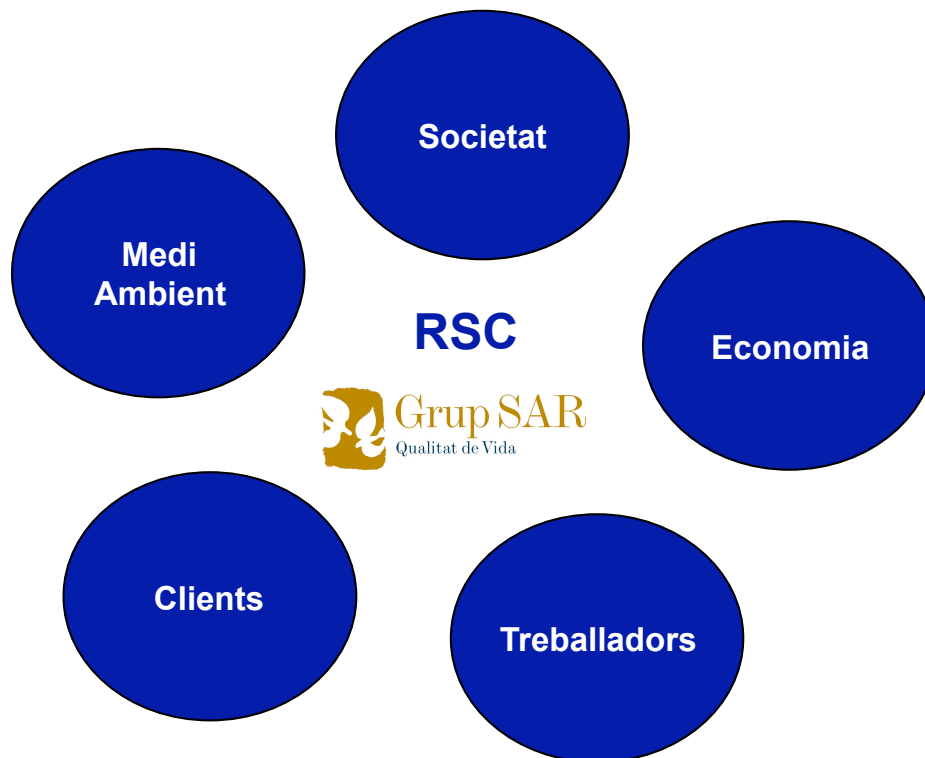 Societat
Medi
Ambient
RSC
Economia
Grup SAR
Qualitat de Vida
Clients
Treballadors